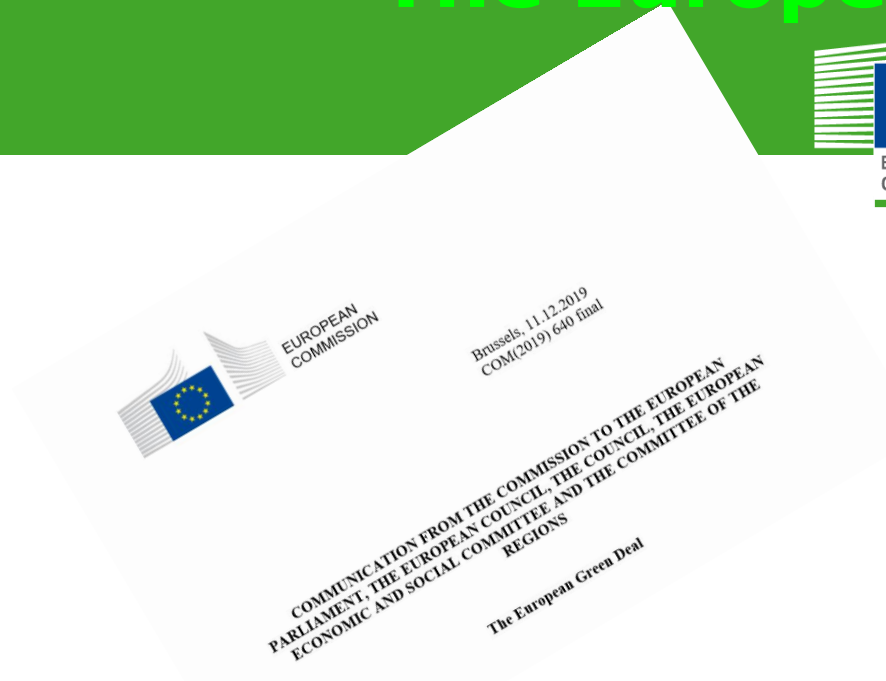 The Europe
EUROPEAN
COMMISSION
Brussels, 11.12.2019
COM(2019) 640 final
COMMUNICATION FROM THE COMMISSION TO THE EUROPEAN
PARLIAMENT, THE EUROPEAN COUNCIL, THE COUNCIL, THE EUROPEAN
ECONOMIC AND SOCIAL COMMITTEE AND THE COMMITTEE OF THE
REGIONS
The European Green Deal